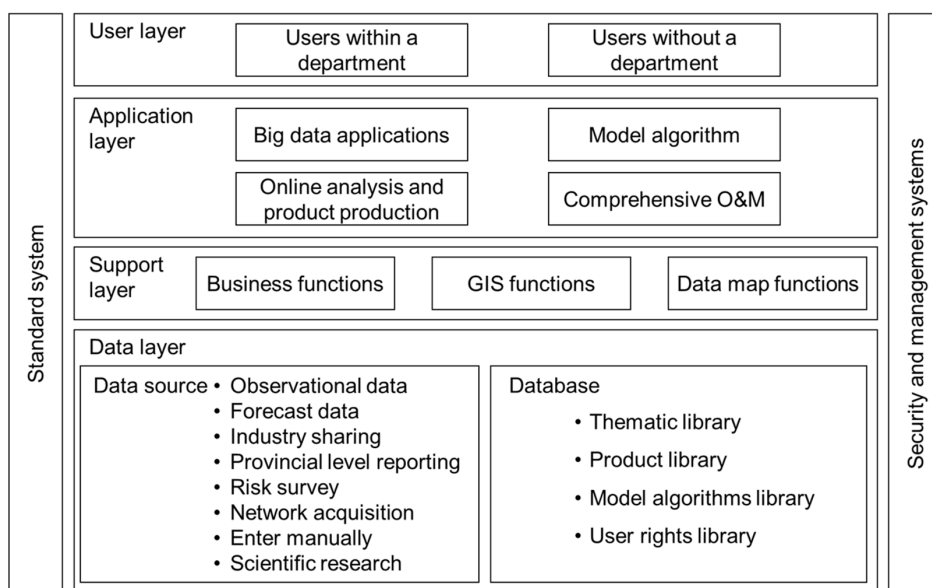 Standard system
User layer
Users within a
department
Users without a
department
Application
layer
Big data applications
Model algorithm
Online analysis and
product production
Comprehensive O&M
Support
layer
Business functions
GIS functions
Data map functions
Data layer
Data source
• Observational data
• Forecast data
• Industry sharing
• Provincial level reporting
• Risk survey
• Network acquisition
• Enter manually
• Scientific research
Database
• Thematic library
• Product library
• Model algorithms library
• User rights library
Security and management systems